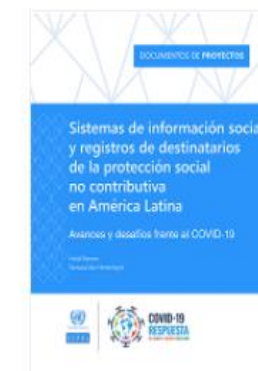 DOCUMENTOS DE PROYECTOS
Sistemas de información socia
y registros de destinatarios
de la protección social
no contributiva
en América Latina
Avances y desafíos frente al COVID-19
COVID-19
RESPUESTA